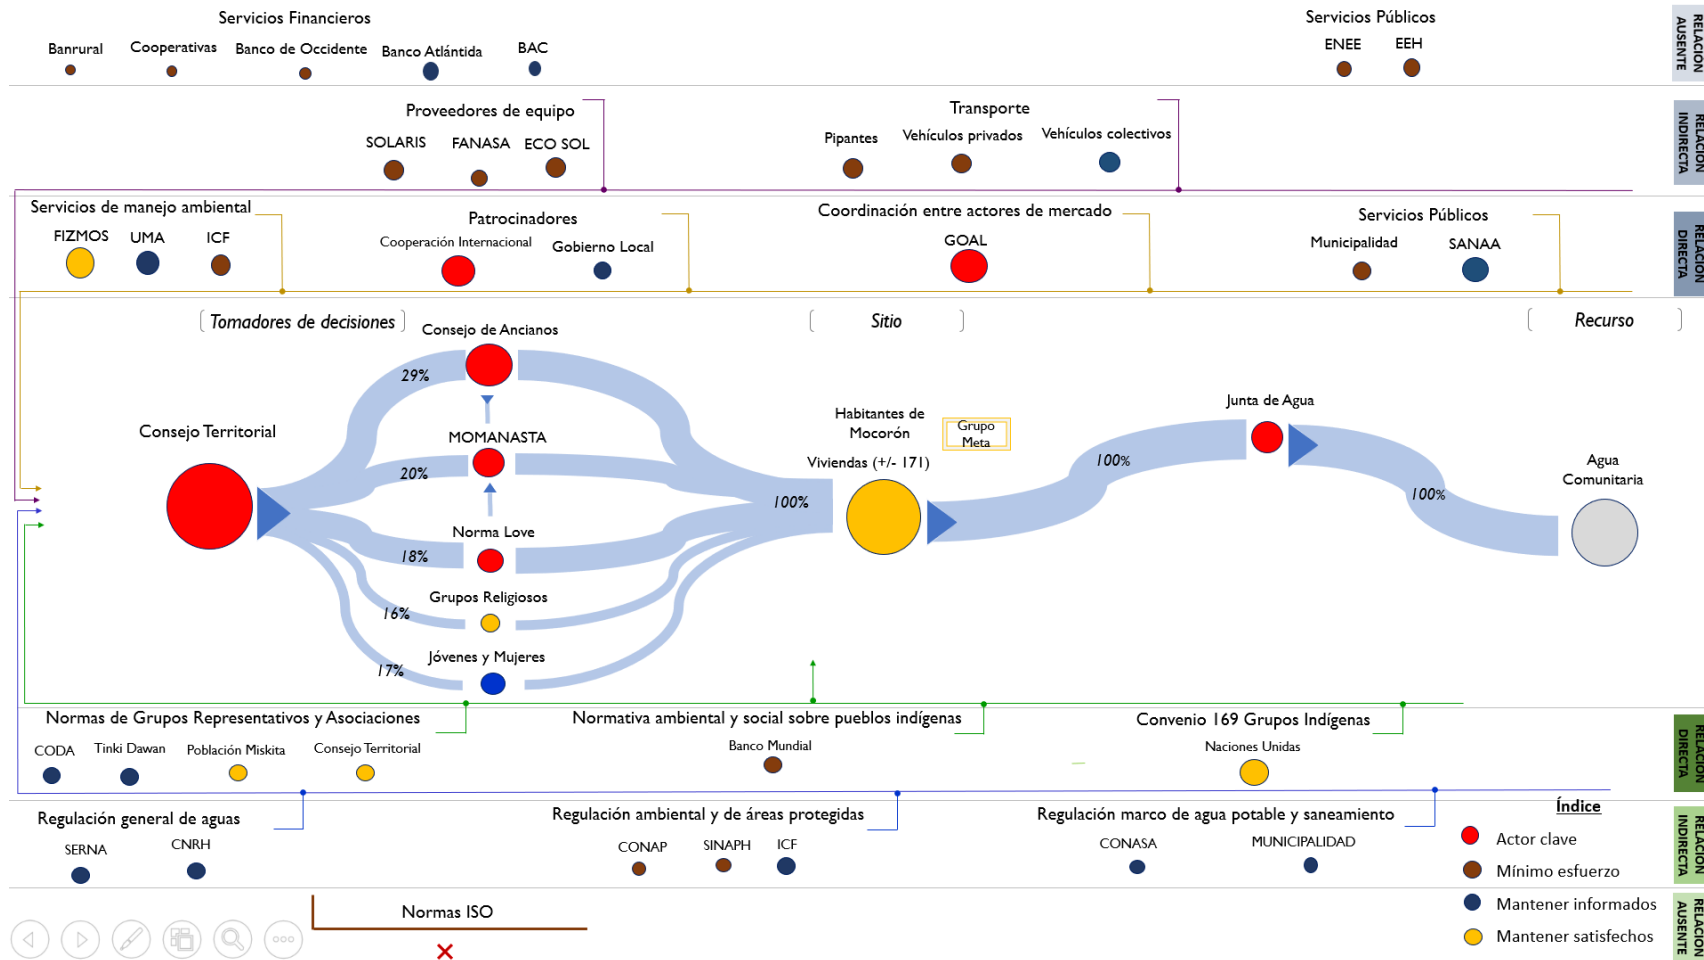 Servicios Financieros
Servicios Públicos
Banrural
Cooperativas
Banco de Occidente
Banco Atlántida
BAC
ENEE
EEH
RELACIÓN
AUSENTE
Proveedores de equipo
Transporte
SOLARIS
FANASA
ECO SOL
Pipantes
Vehículos privados
Vehículos colectivos
RELACIÓN
INDIRECTA
Servicios de manejo ambiental
Patrocinadores
Coordinación entre actores de mercado
Servicios Públicos
FIZMOS
UMA
ICF
Cooperación Internacional
Gobierno Local
GOAL
Municipalidad
SANAA
RELACIÓN
DIRECTA
Tomadores de decisiones
Sitio
Recurso
Consejo de Ancianos
29%
Consejo Territorial
MOMANASTA
20%
Norma Love
18%
Grupos Religiosos
16%
Jóvenes y Mujeres
17%
100%
Habitantes de
Mocorón
Viviendas (+/- 171)
Grupo
Meta
100%
Junta de Agua
100%
Agua
Comunitaria
Normas de Grupos Representivos y Asociaciones
Normativa ambiental y social sobre pueblos indígenas
Convenio 169 Grupos Indígenas
CODA
Tinki Dawan
Población Miskita
Consejo Territorial
Banco Mundial
Naciones Unidas
RELACIÓN
DIRECTA
Regulación general de aguas
Regulación ambiental y de áreas protegidas
Regulación marco de agua potable y saneamiento
SERNA
CNRH
CONAP
SINAPH
ICF
CONASA
MUNICIPALIDAD
RELACIÓN
INDIRECTA
Índice
Actor clave
Mínimo esfuerzo
Mantener informados
Mantener satisfechos
Normas ISO
RELACIÓN
AUSENTE